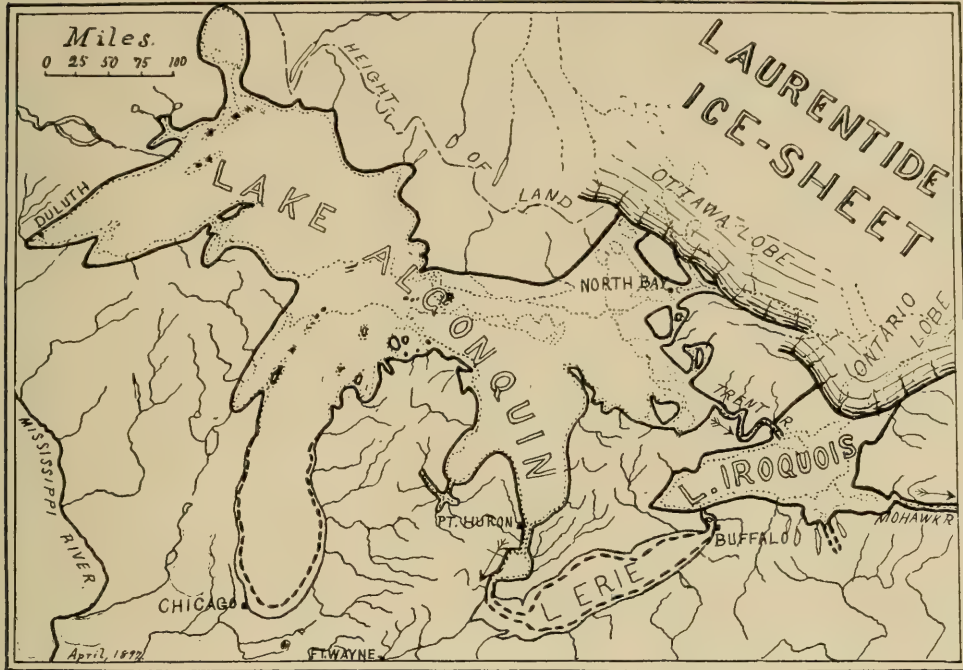 Miles.
0 25 50 75 100
LAURENTIDE
ICE-SHEET
HEIGHT OF LAND
OTTAWA LOBE
ONTARIO LOBE
DULUTH
LAKE ALGONQUIN
NORTH BAY
TRENT R
L. IROQUOIS
MOHAWK R
MISSISSIPPI RIVER
PT. HURON
BUFFALO
L ERIE
CHICAGO
FT. WAYNE
April, 189